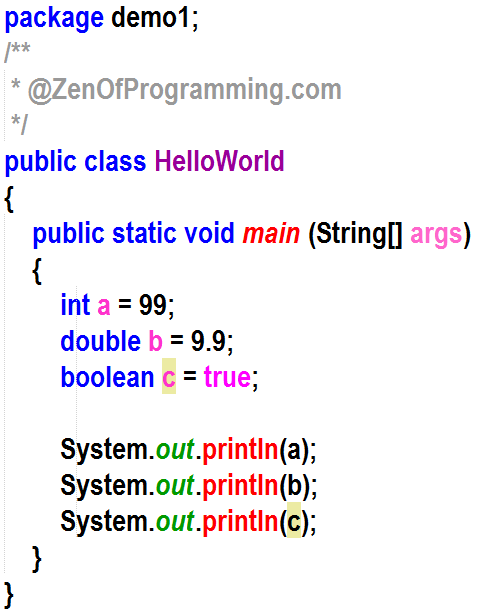 package demo1;
/**
 * @ZenOfProgramming.com
 */
public class HelloWorld
{
    public static void main (String[] args)
    {
        int a = 99;
        double b = 9.9;
        boolean c = true;

        System.out.println(a);
        System.out.println(b);
        System.out.println(c);
    }
}